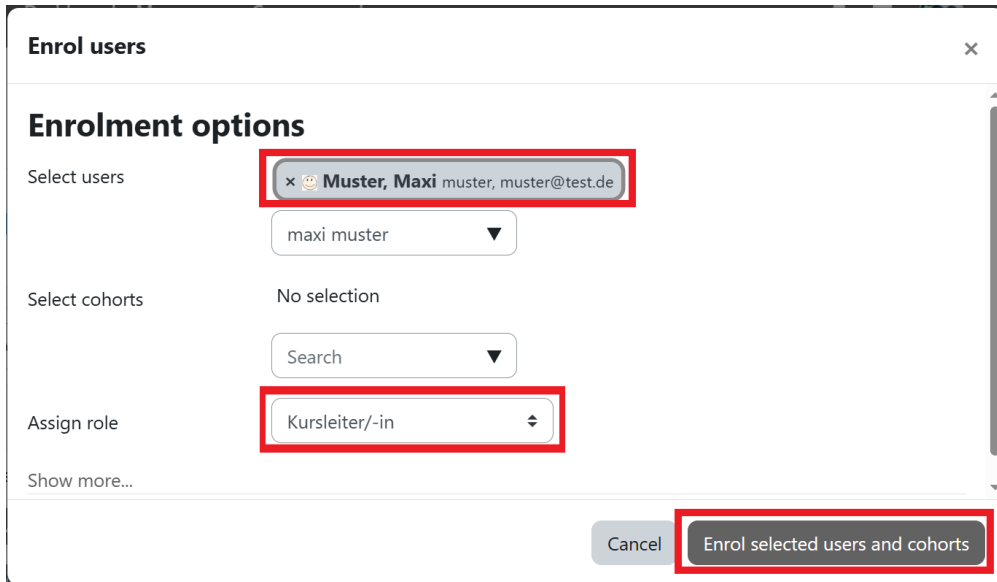 Enrol users
×
Enrolment options
Select users
× Muster, Maxi muster, muster@test.de
maxi muster ▼
Select cohorts
No selection
Search ▼
Assign role
Kursleiter/-in
Show more...
Cancel
Enrol selected users and cohorts